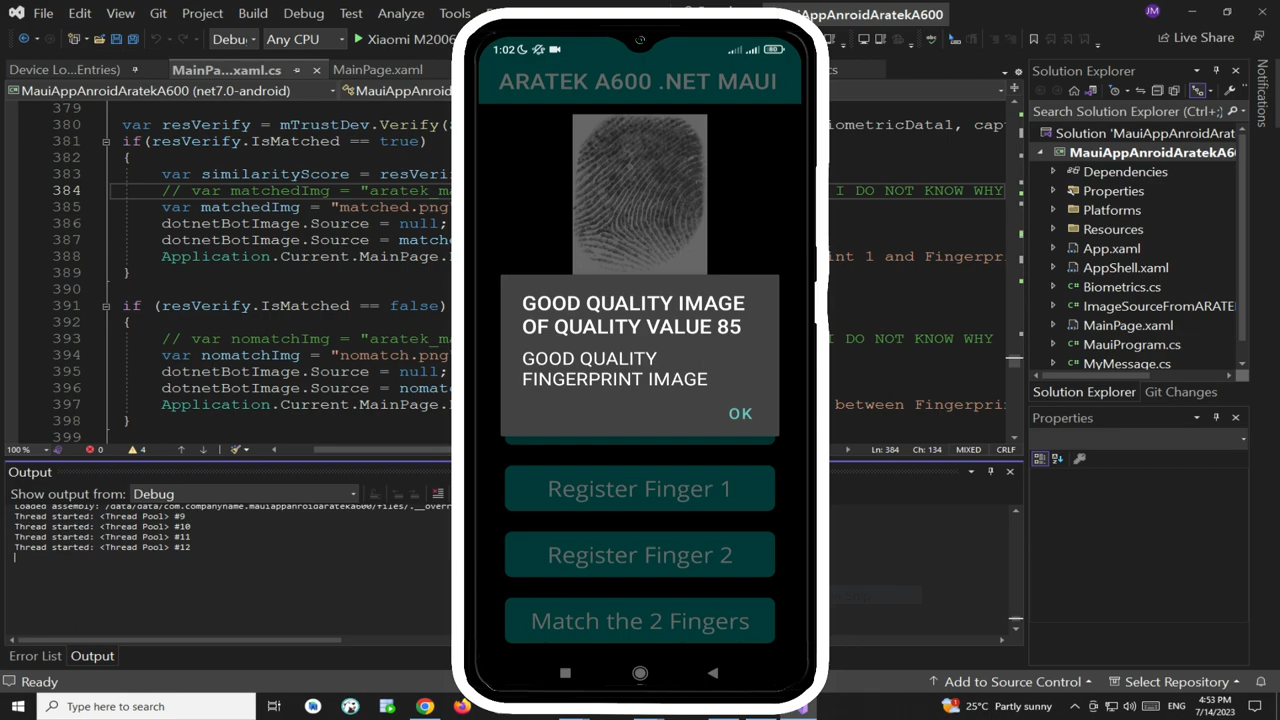 File Edit View Git Project Build Debug Test Analyze Tools
MauiAppAnroidAratekA600
JM
Debu Any CPU Xiaomi M2006
Live Share
Device Lo...Entries) MainPa...xaml.cs MainPage.xaml
MauiAppAnroidAratekA600 (net7.0-android)
379
380 var resVerify = mTrustDev.Verify(
381 if(resVerify.IsMatched == true)
382 {
383 var similarityScore = resVeri
384 // var matchedImg = "aratek_m I DO NOT KNOW WHY
385 var matchedImg = "matched.png"
386 dotnetBotImage.Source = null;
387 dotnetBotImage.Source = matche
388 Application.Current.MainPage.
389 }
390
391 if (resVerify.IsMatched == false)
392 {
393 // var nomatchImg = "aratek_m LL DO NOT KNOW WHY
394 var nomatchImg = "nomatch.png"
395 dotnetBotImage.Source = null;
396 dotnetBotImage.Source = nomat
397 Application.Current.MainPage. between Fingerpri
398 }
399
100 % 0 4 Ln: 384 Ch: 134 MIXED CRLF
Output
Show output from: Debug
Thread started: <Thread Pool> #9
Thread started: <Thread Pool> #10
Thread started: <Thread Pool> #11
Thread started: <Thread Pool> #12
Error List Output
Ready
1:02 80
ARATEK A600 .NET MAUI
GOOD QUALITY IMAGE
OF QUALITY VALUE 85
GOOD QUALITY
FINGERPRINT IMAGE
OK
Register Finger 1
Register Finger 2
Match the 2 Fingers
Solution Explorer
Search Solution Explorer (Ctrl+;)
Solution 'MauiAppAnroidArat
MauiAppAnroidAratekA6
Dependencies
Properties
Platforms
Resources
App.xaml
AppShell.xaml
Biometrics.cs
ImageSourceFromARATE
MainPage.xaml
MauiProgram.cs
MyMessage.cs
Solution Explorer Git Changes
Properties
Notifications
Add to Source Control Select Repository
Type here to search
25°C Partly sunny
4:53 PM
7/14/2023